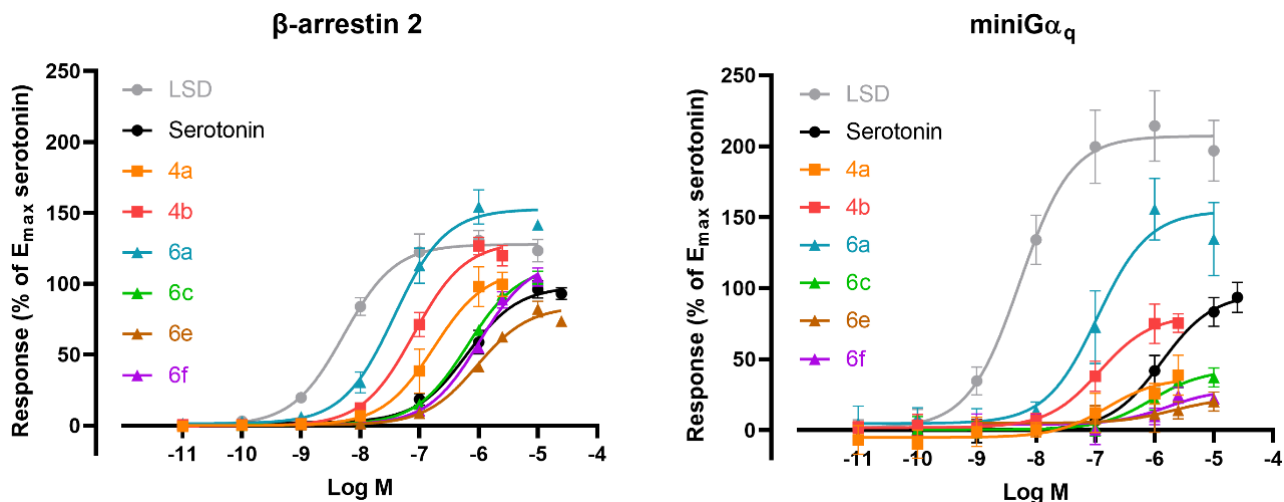 β-arrestin 2
Response (% of Emax serotonin)
250
200
150
100
50
0
LSD
Serotonin
4a
4b
6a
6c
6e
6f
-11 -10 -9 -8 -7 -6 -5 -4
Log M
miniGαq
Response (% of Emax serotonin)
250
200
150
100
50
0
LSD
Serotonin
4a
4b
6a
6c
6e
6f
-11 -10 -9 -8 -7 -6 -5 -4
Log M